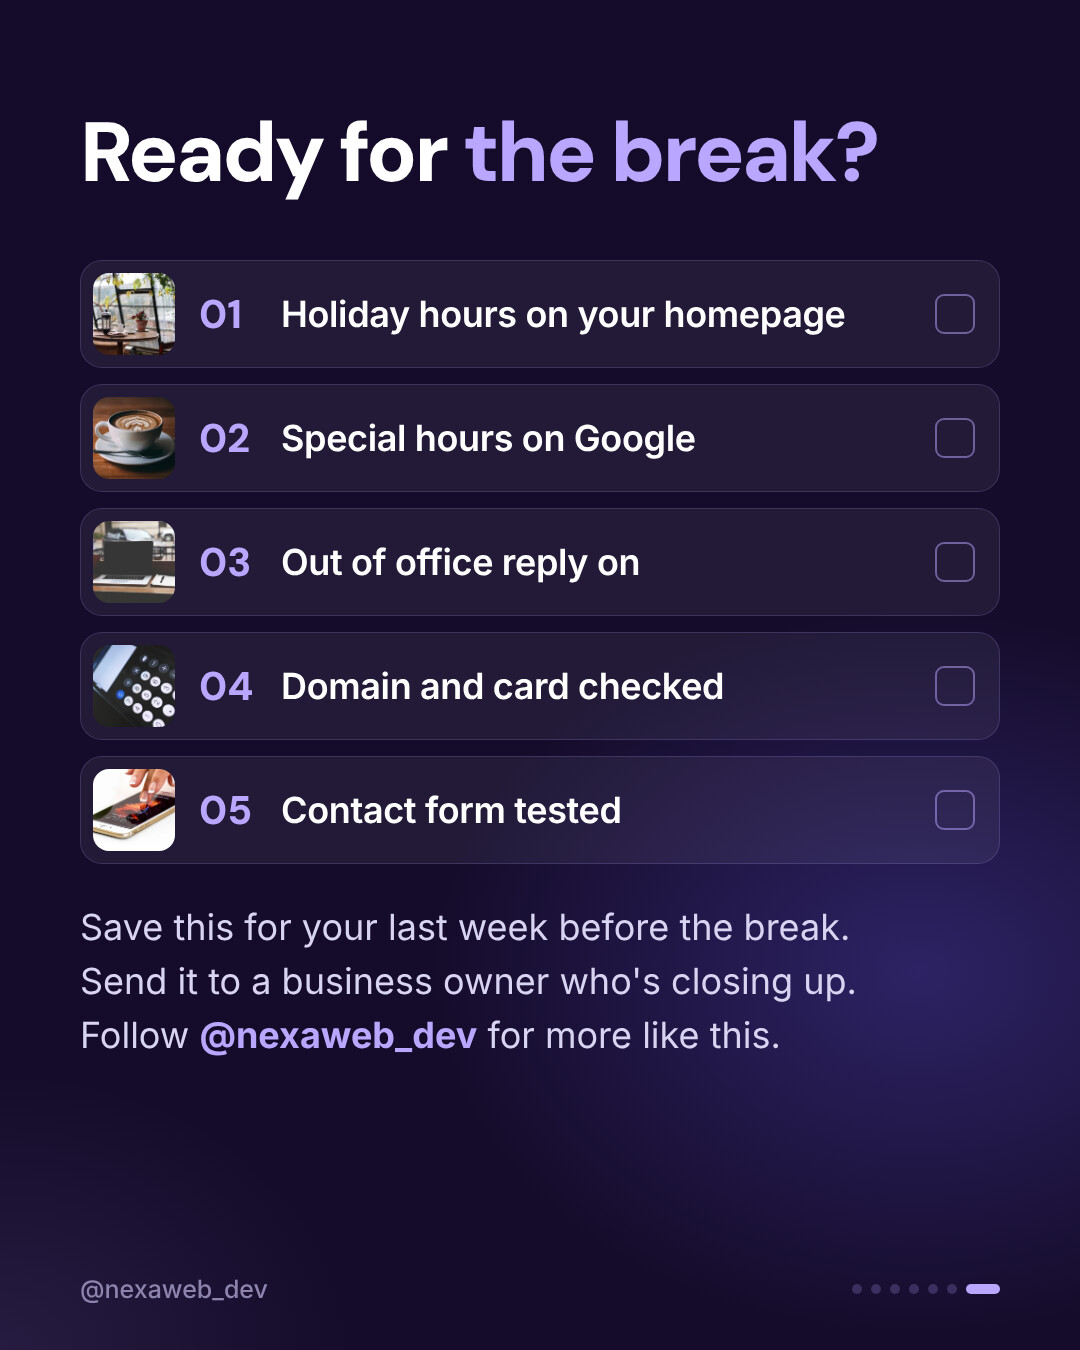 Ready for the break?
01 Holiday hours on your homepage
02 Special hours on Google
03 Out of office reply on
04 Domain and card checked
05 Contact form tested
Save this for your last week before the break.
Send it to a business owner who's closing up.
Follow @nexaweb_dev for more like this.
@nexaweb_dev